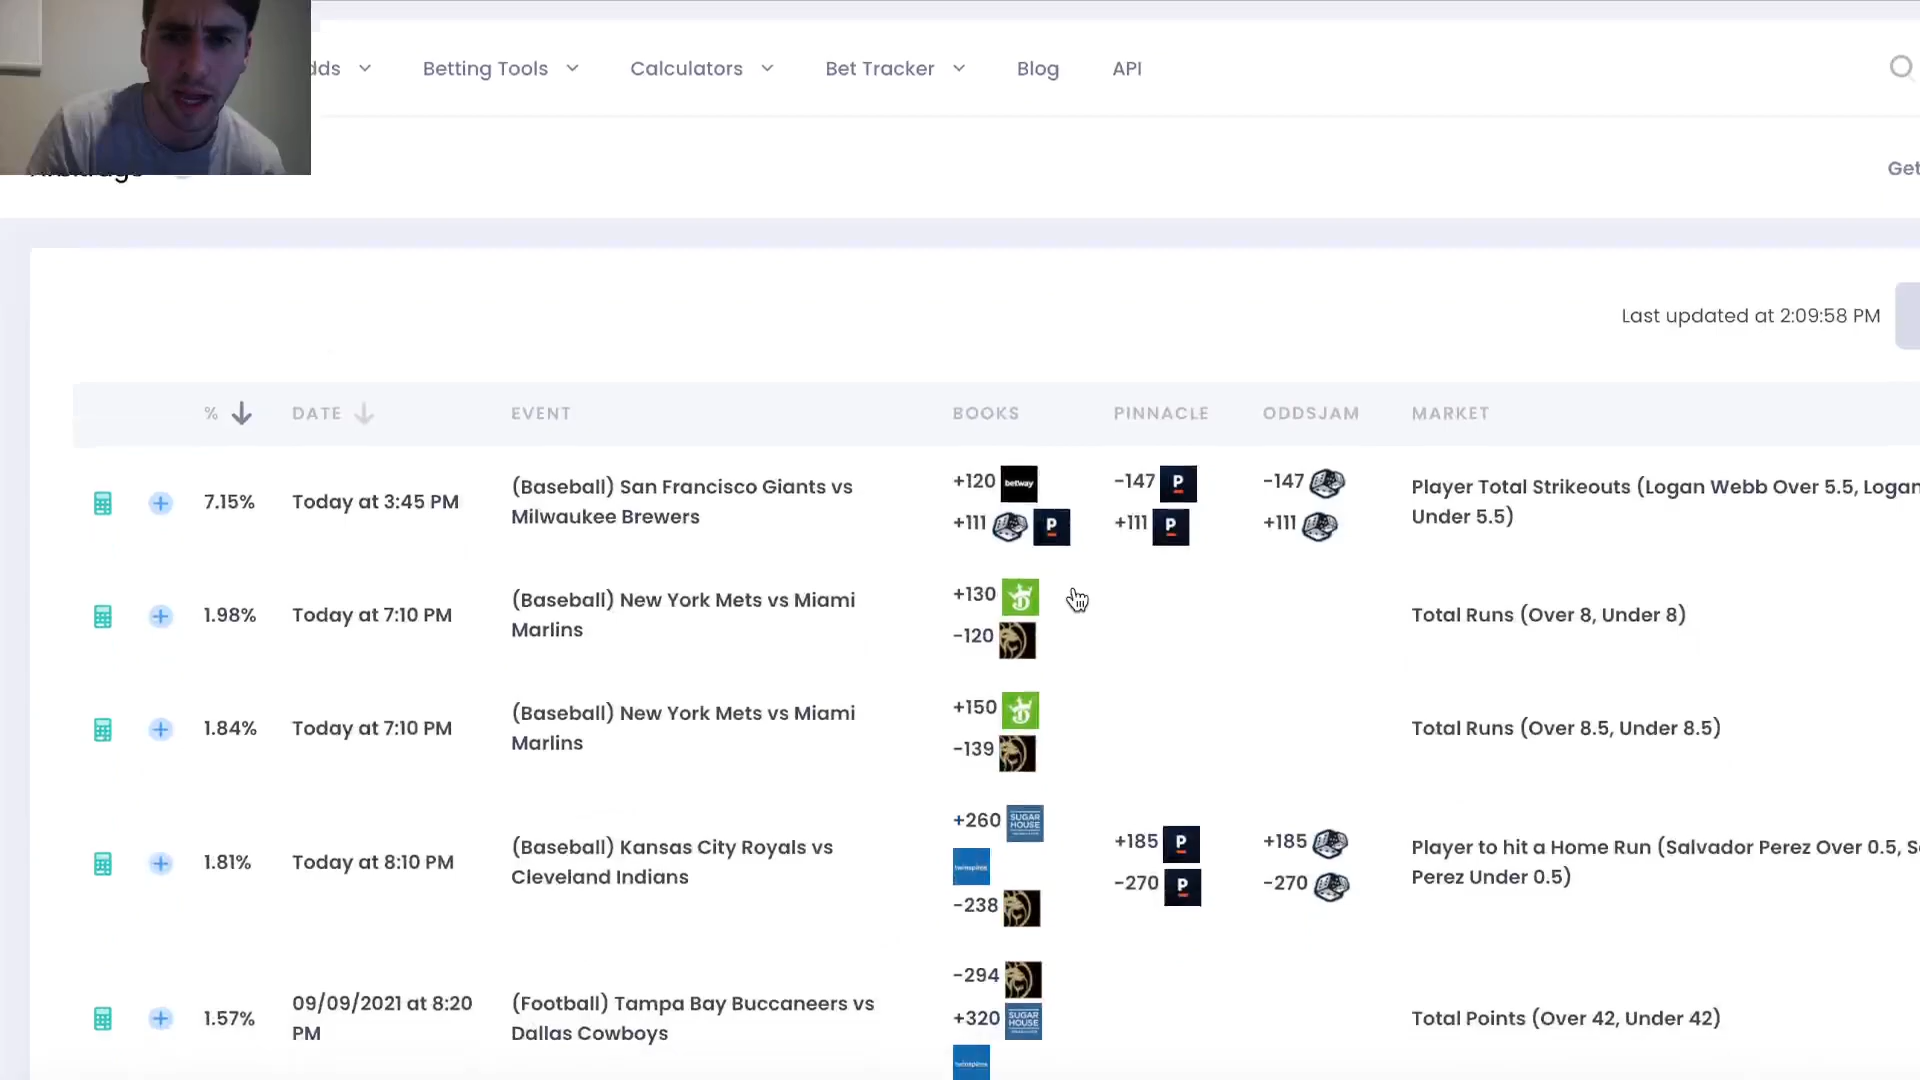 Betting Tools Calculators Bet Tracker Blog API
Get
Last updated at 2:09:58 PM
% DATE EVENT BOOKS PINNACLE ODDSJAM MARKET
7.15% Today at 3:45 PM (Baseball) San Francisco Giants vs Milwaukee Brewers
+120 betway -147 P -147
+111 P +111 P +111
Player Total Strikeouts (Logan Webb Over 5.5, Logan
Under 5.5)
1.98% Today at 7:10 PM (Baseball) New York Mets vs Miami
Marlins
+130
-120
Total Runs (Over 8, Under 8)
1.84% Today at 7:10 PM (Baseball) New York Mets vs Miami
Marlins
+150
-139
Total Runs (Over 8.5, Under 8.5)
1.81% Today at 8:10 PM (Baseball) Kansas City Royals vs
Cleveland Indians
+260 SUGAR HOUSE
twinspires
-238
+185 P +185
-270 P -270
Player to hit a Home Run (Salvador Perez Over 0.5, S
Perez Under 0.5)
1.57% 09/09/2021 at 8:20
PM
(Football) Tampa Bay Buccaneers vs
Dallas Cowboys
-294
+320 SUGAR HOUSE
twinspires
Total Points (Over 42, Under 42)